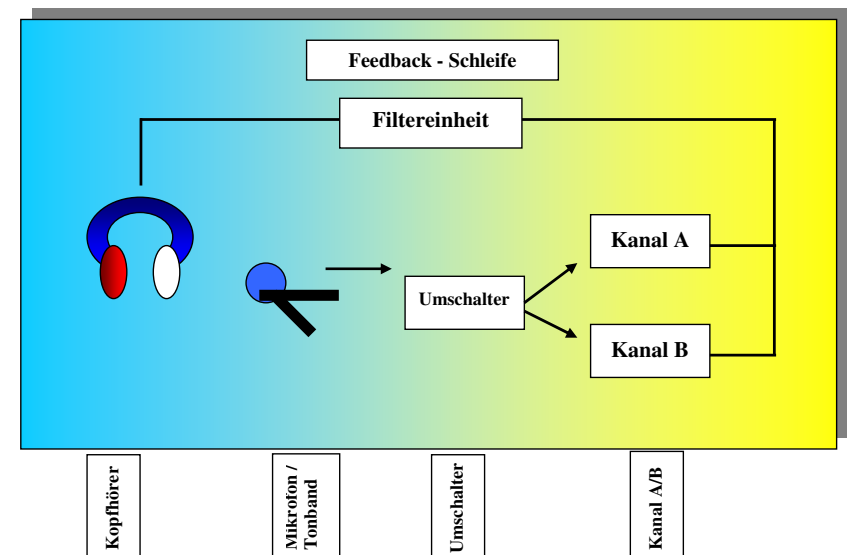 Feedback - Schleife
Filtereinheit
Kanal A
Umschalter
Kanal B
Kopfhörer
Mikrofon /
Tonband
Umschalter
Kanal A/B